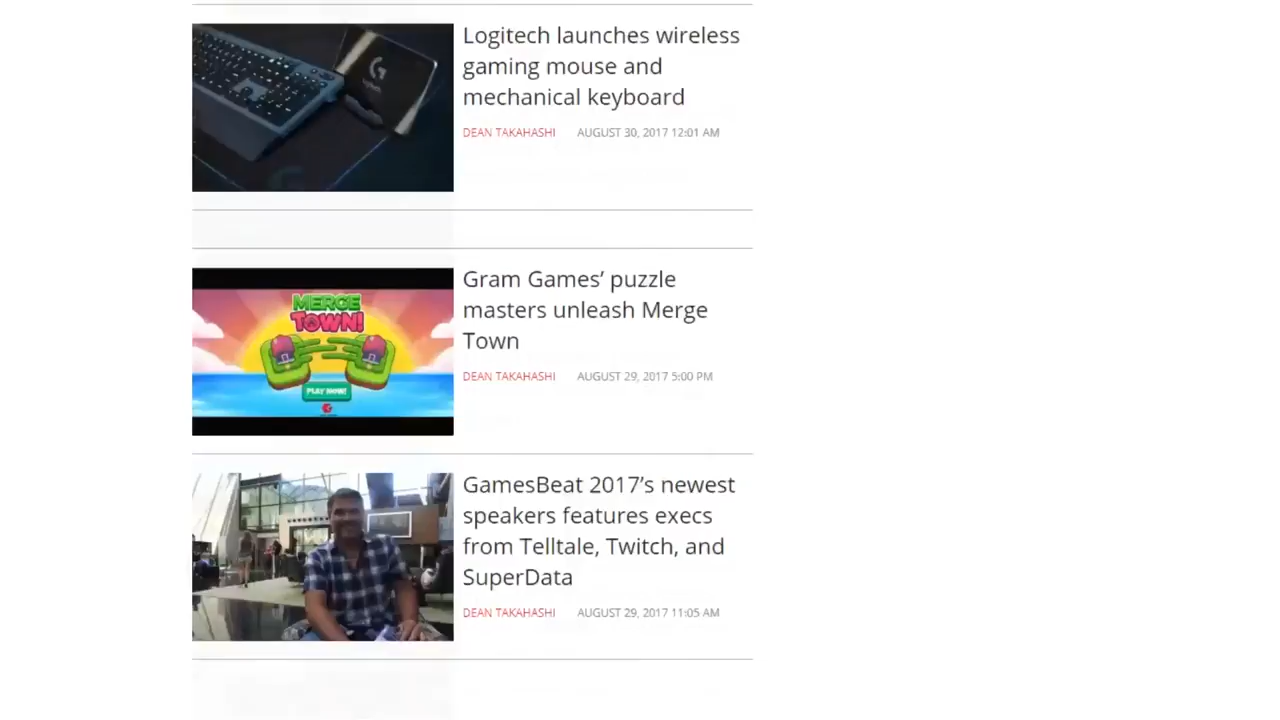 Logitech launches wireless
gaming mouse and
mechanical keyboard
DEAN TAKAHASHI AUGUST 30, 2017 12:01 AM
Gram Games’ puzzle
masters unleash Merge
Town
DEAN TAKAHASHI AUGUST 29, 2017 5:00 PM
MERGE
TOWN!
PLAY NOW!
GamesBeat 2017’s newest
speakers features execs
from Telltale, Twitch, and
SuperData
DEAN TAKAHASHI AUGUST 29, 2017 11:05 AM